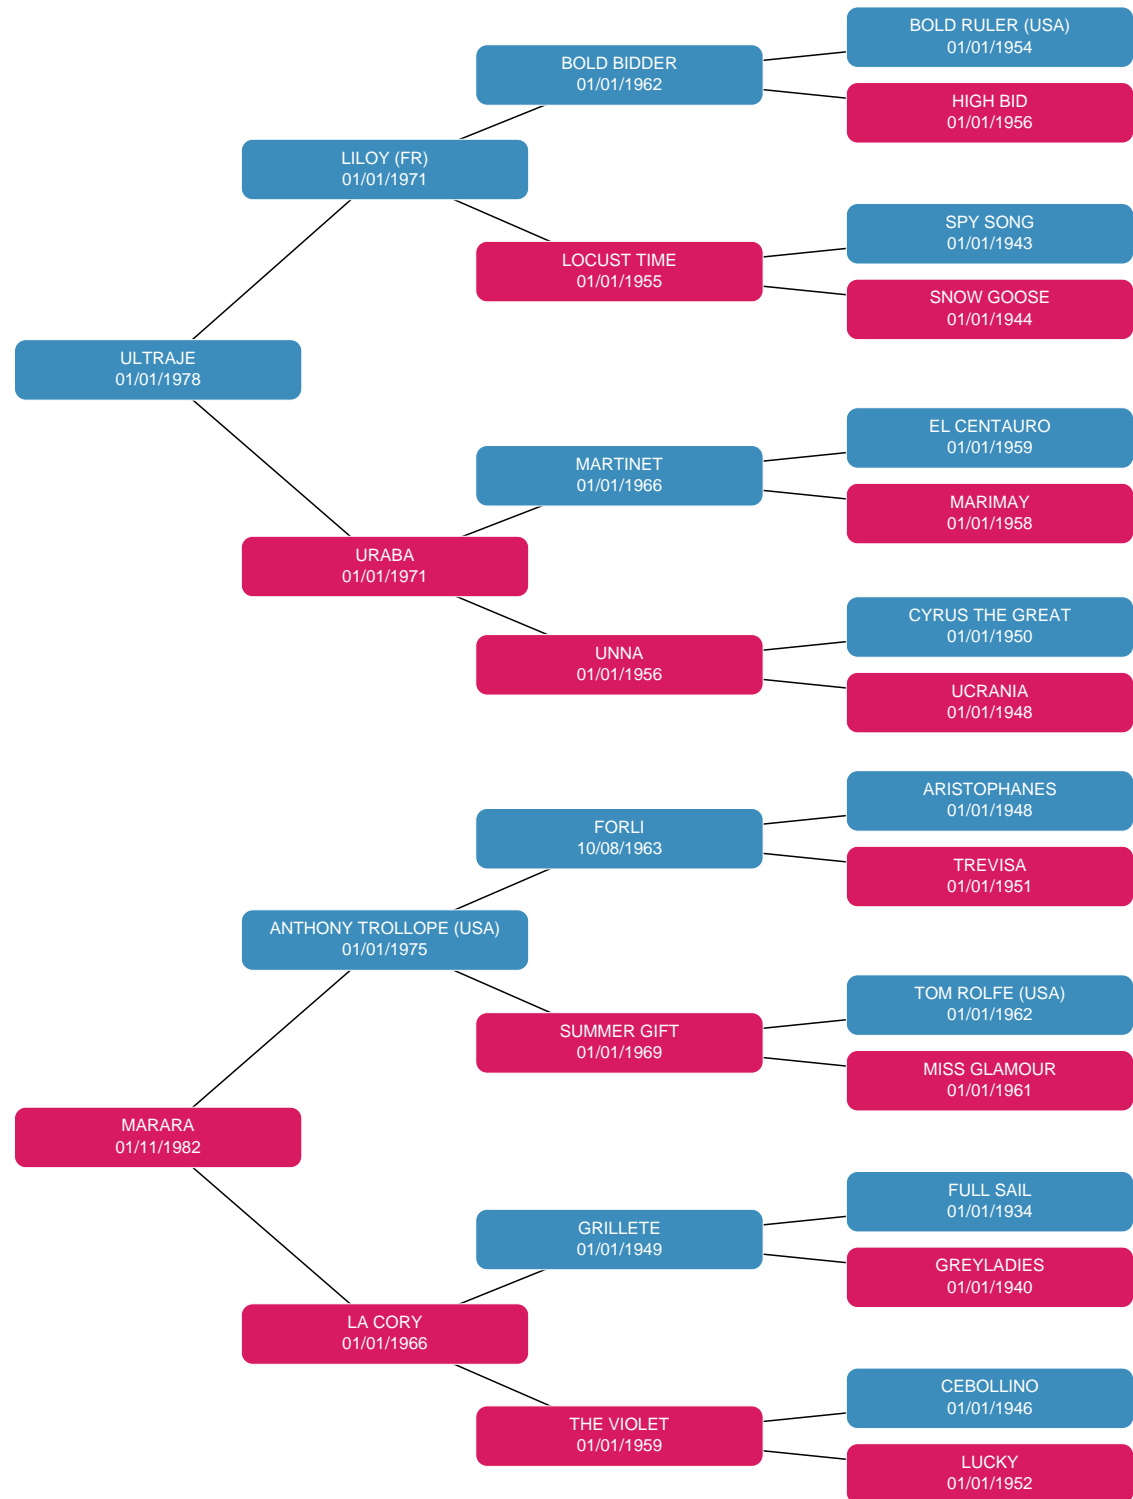 BOLD RULER (USA)
01/01/1954
BOLD BIDDER
01/01/1962
HIGH BID
01/01/1956
LILOY (FR)
01/01/1971
SPY SONG
01/01/1943
LOCUST TIME
01/01/1955
SNOW GOOSE
01/01/1944
ULTRAJE
01/01/1978
EL CENTAURO
01/01/1959
MARTINET
01/01/1966
MARIMAY
01/01/1958
URABA
01/01/1971
CYRUS THE GREAT
01/01/1950
UNNA
01/01/1956
UCRANIA
01/01/1948
ARISTOPHANES
01/01/1948
FORLI
10/08/1963
TREVISA
01/01/1951
ANTHONY TROLLOPE (USA)
01/01/1975
TOM ROLFE (USA)
01/01/1962
SUMMER GIFT
01/01/1969
MISS GLAMOUR
01/01/1961
MARARA
01/11/1982
FULL SAIL
01/01/1934
GRILLETE
01/01/1949
GREYLADIES
01/01/1940
LA CORY
01/01/1966
CEBOLLINO
01/01/1946
THE VIOLET
01/01/1959
LUCKY
01/01/1952